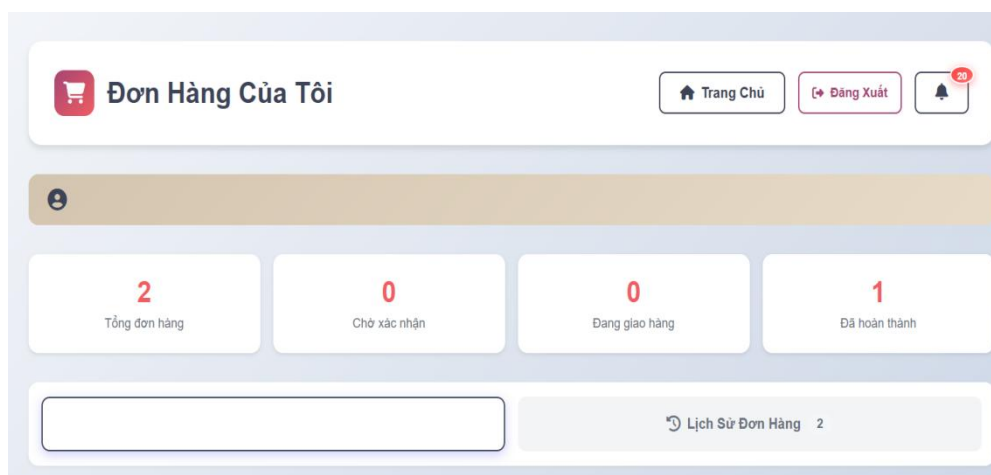 Đơn Hàng Của Tôi
Trang Chủ
Đăng Xuất
20
2
Tổng đơn hàng
0
Chờ xác nhận
0
Đang giao hàng
1
Đã hoàn thành
Lịch Sử Đơn Hàng 2